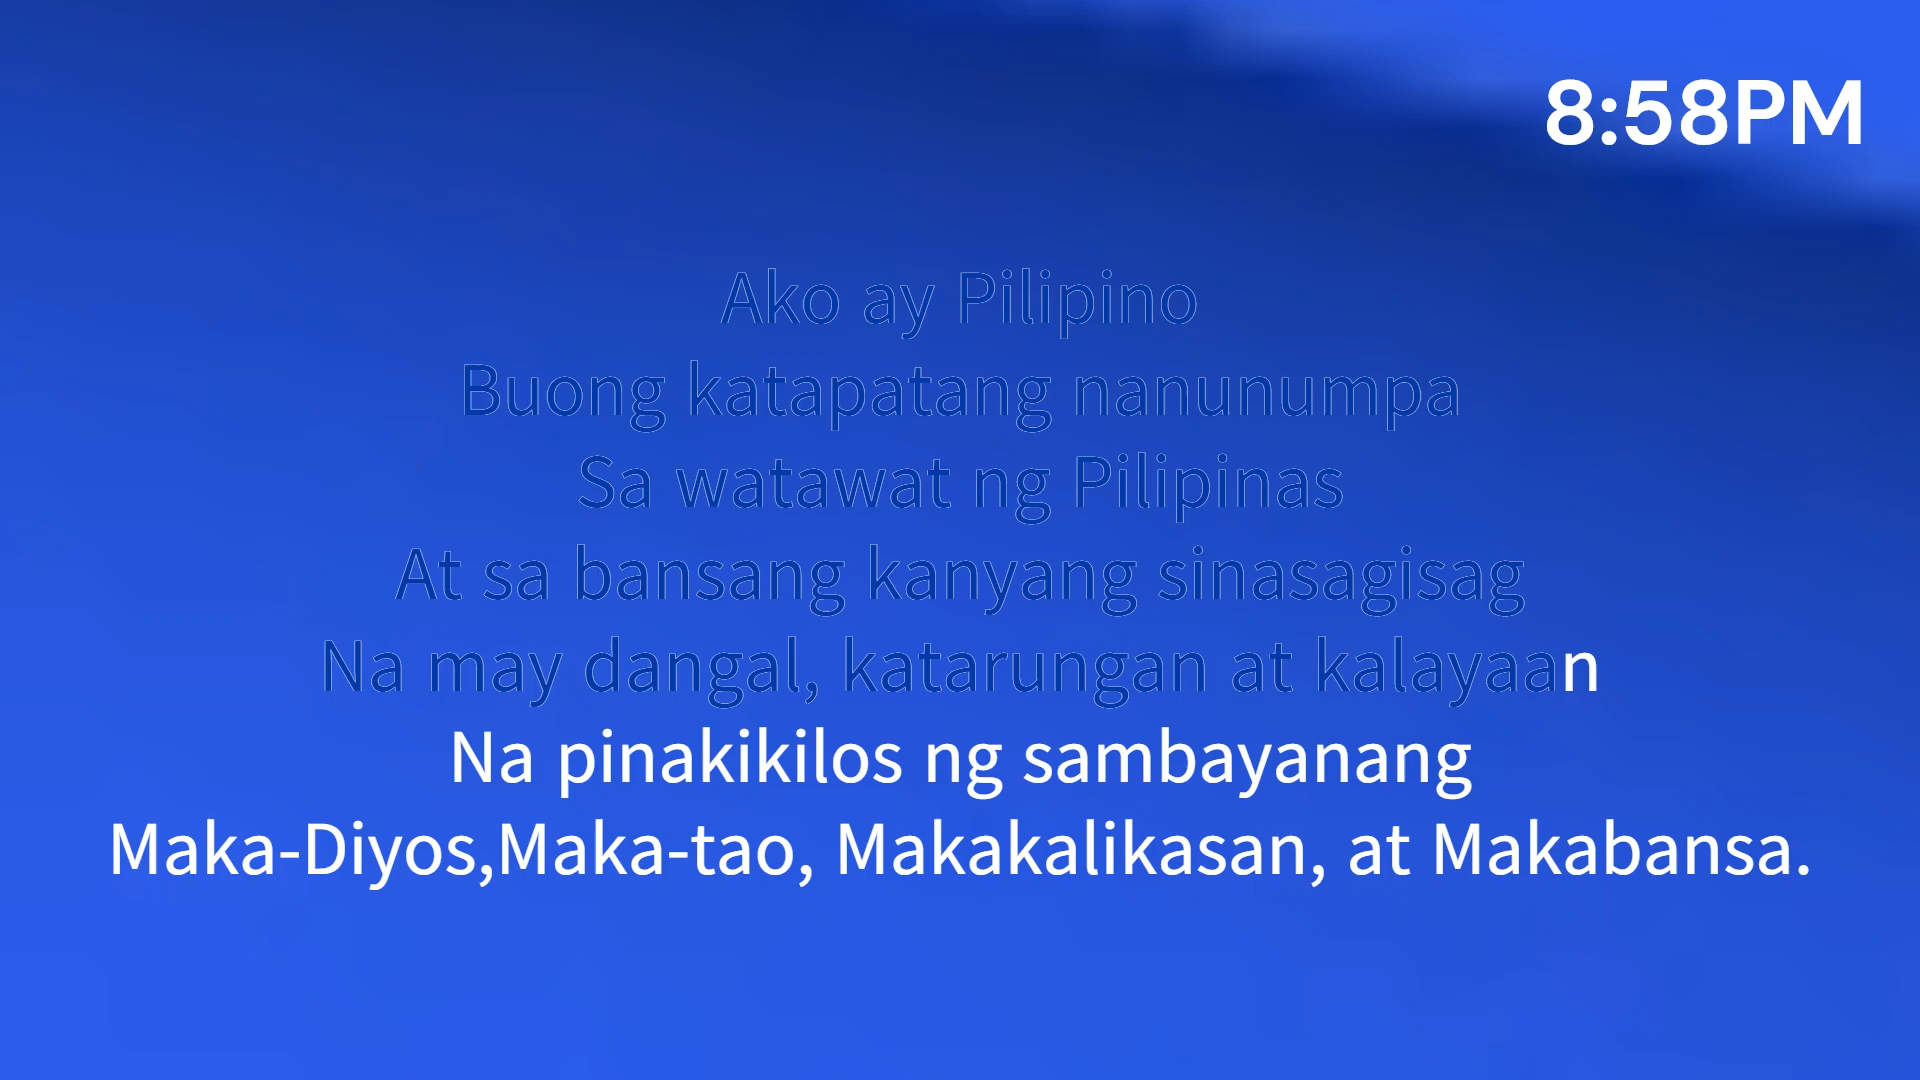 8:58PM
Ako ay Pilipino
Buong katapatang nanunumpa
Sa watawat ng Pilipinas
At sa bansang kanyang sinasagisag
Na may dangal, katarungan at kalayaan
Na pinakikilos ng sambayanang
Maka-Diyos,Maka-tao, Makakalikasan, at Makabansa.